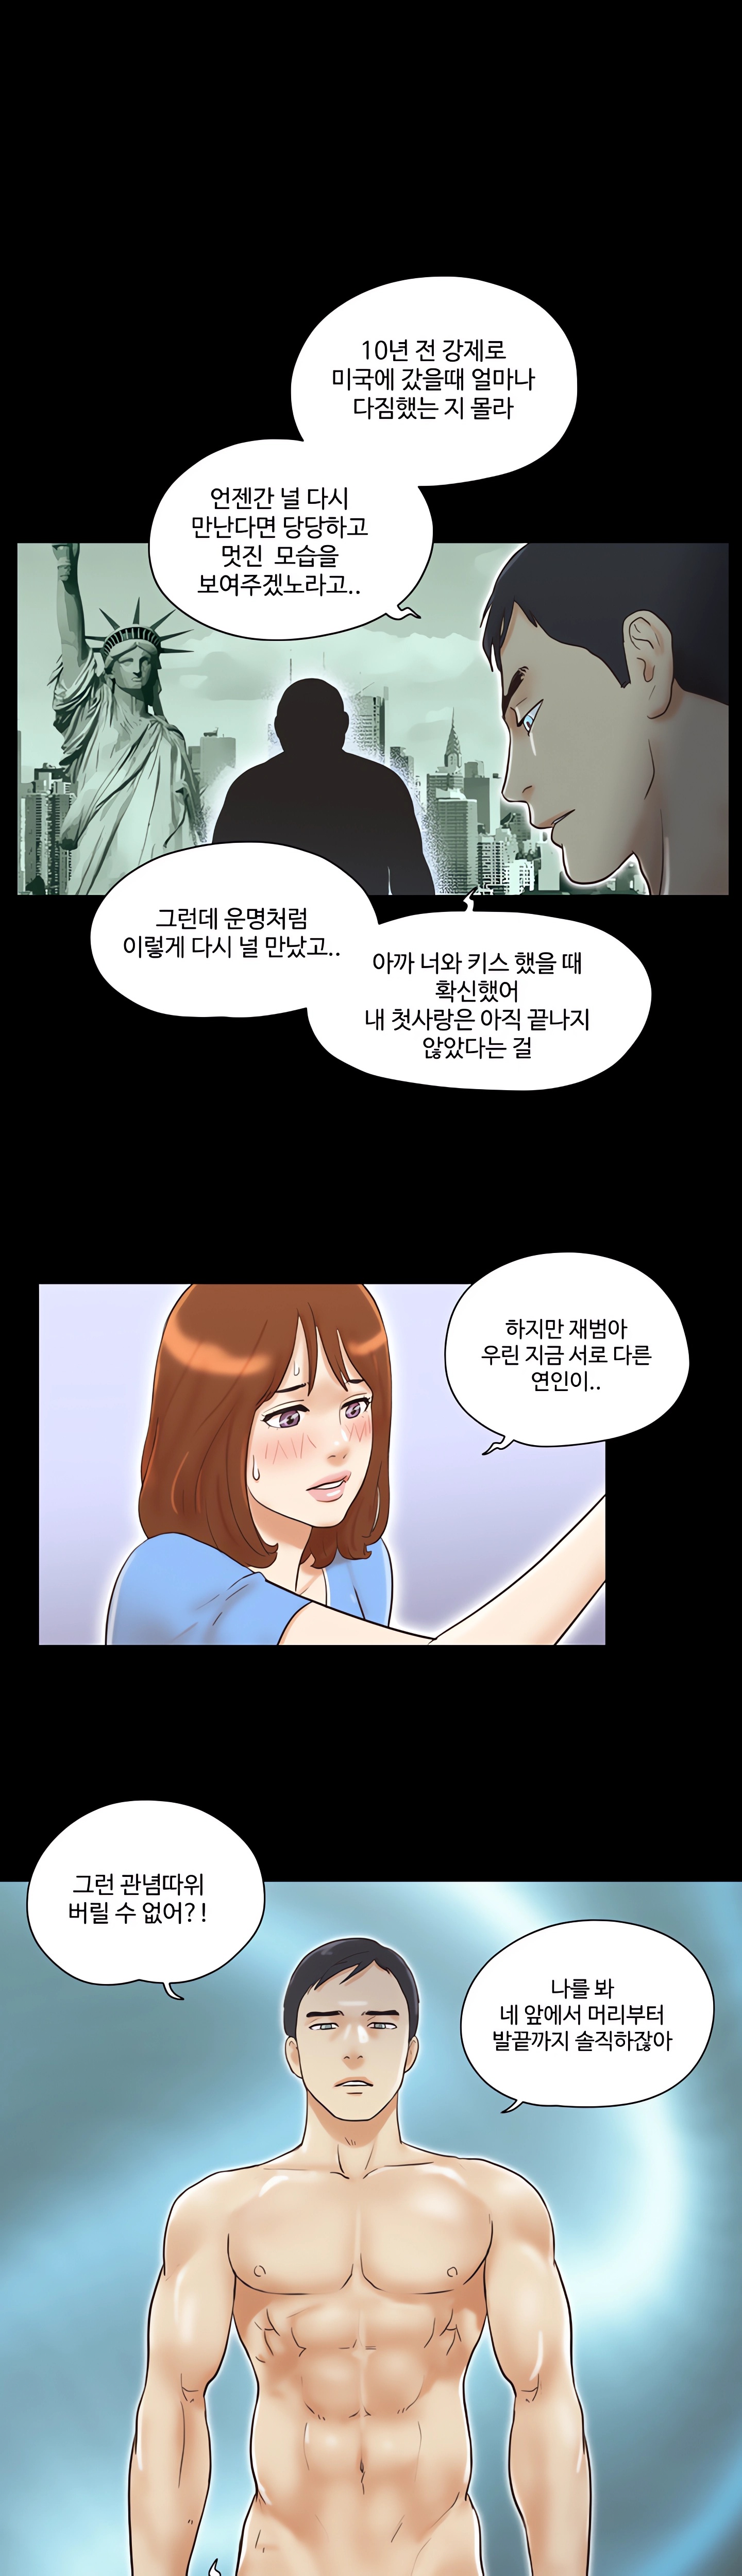 10년 전 강제로
미국에 갔을때 얼마나
다짐했는 지 몰라
언젠간 널 다시
만난다면 당당하고
멋진 모습을
보여주겠노라고..
그런데 운명처럼
이렇게 다시 널 만났고..
아까 너와 키스 했을 때
확신했어
내 첫사랑은 아직 끝나지
않았다는 걸
하지만 재범아
우린 지금 서로 다른
연인이..
그런 관념따위
버릴 수 없어?!
나를 봐
네 앞에서 머리부터
발끝까지 솔직하잖아